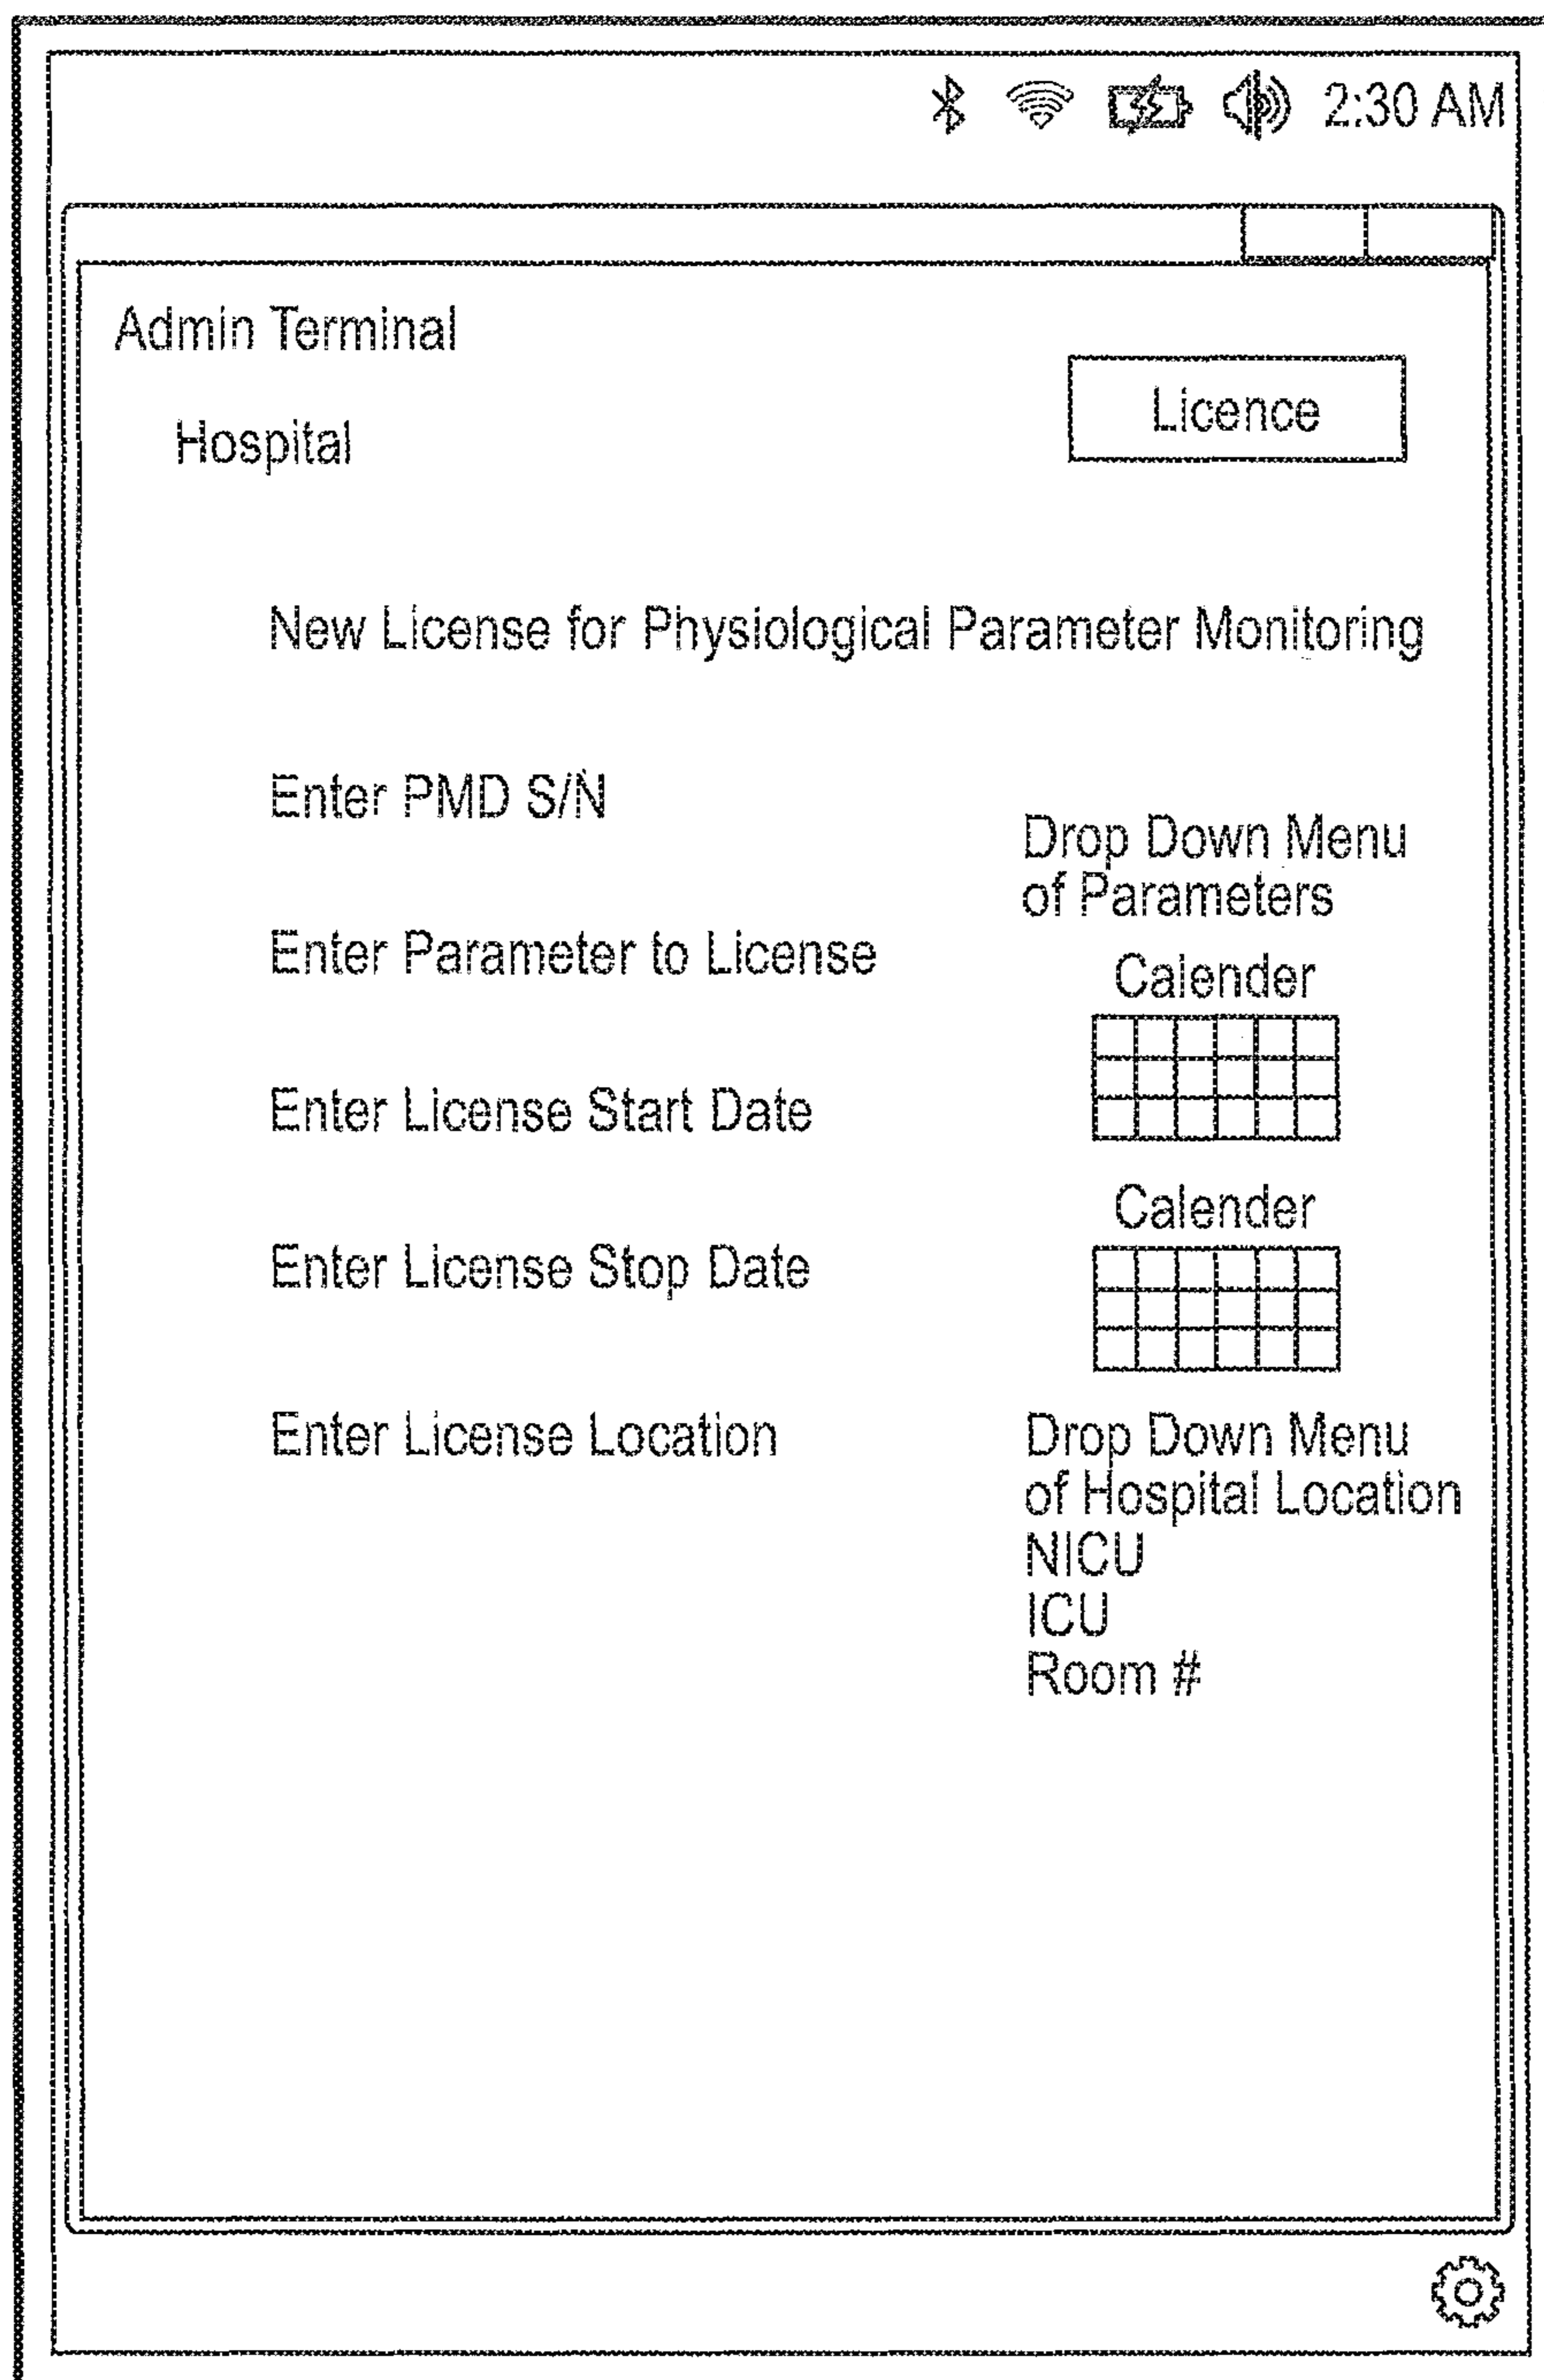 2:30 AM
Admin Terminal
Licence
Hospital
New License for Physiological Parameter Monitoring
Enter PMD S/N
Drop Down Menu
of Parameters
Enter Parameter to License
Calender
Enter License Start Date
Calender
Enter License Stop Date
Enter License Location
Drop Down Menu
of Hospital Location
NICU
ICU
Room #